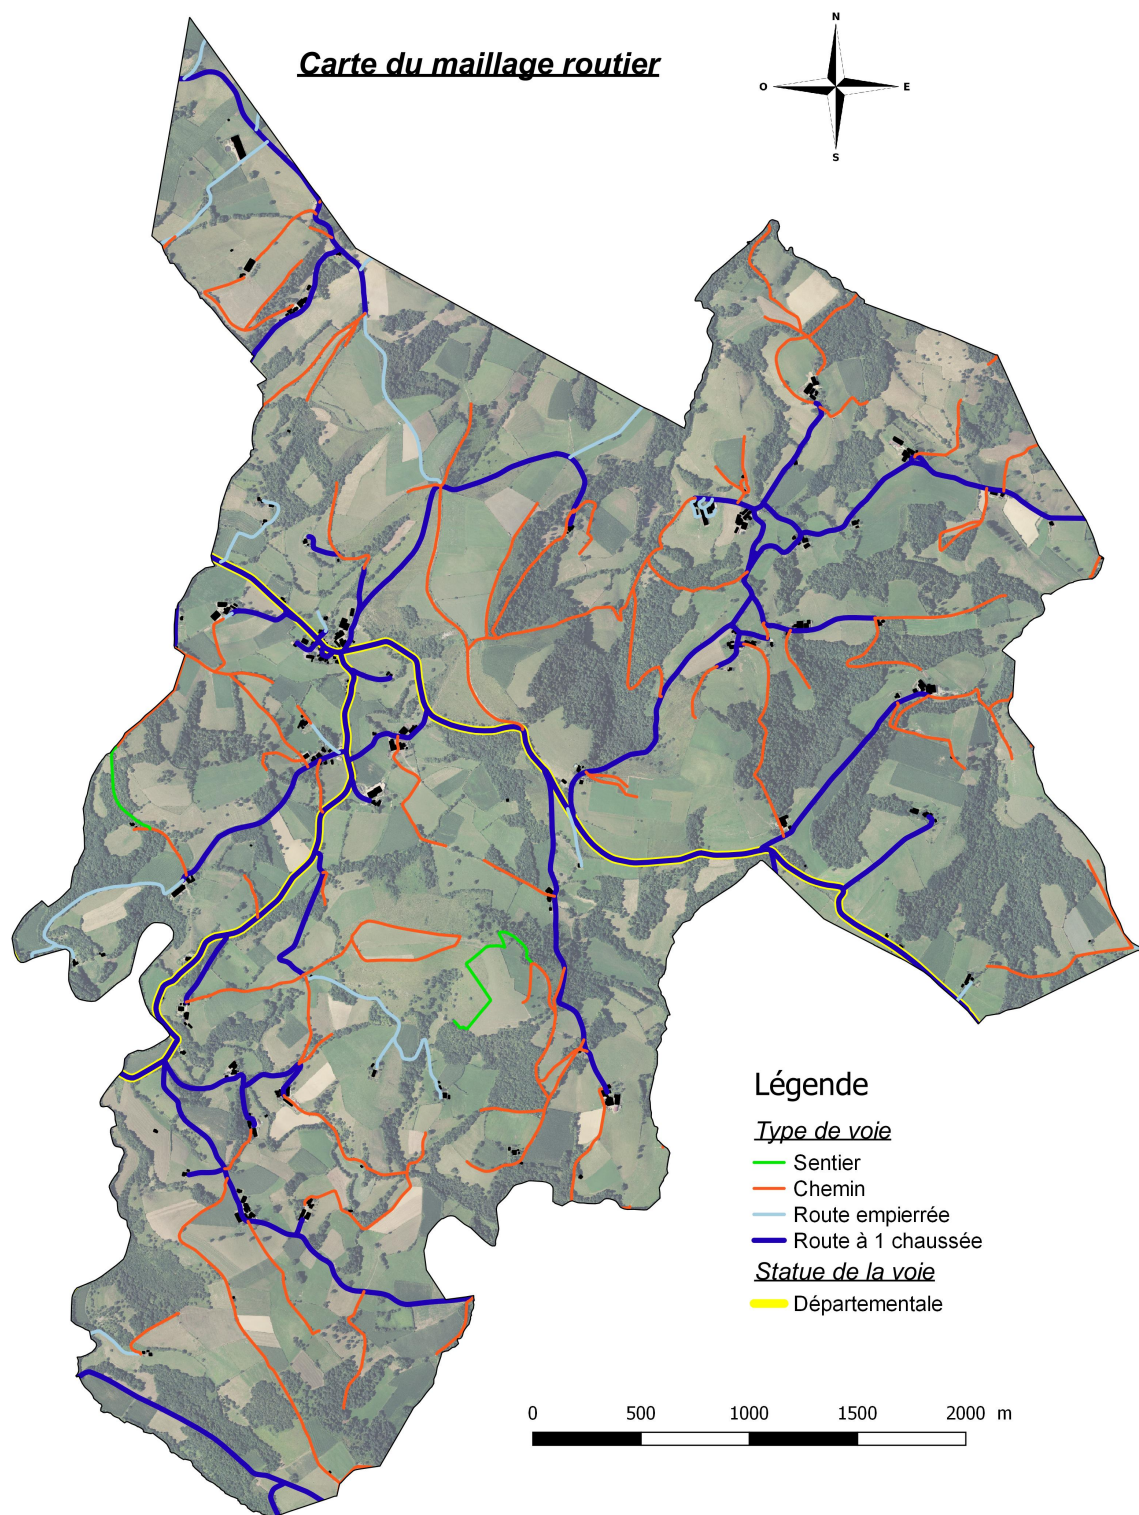 Carte du maillage routier
N
O
E
S
Légende
Type de voie
Sentier
Chemin
Route empierrée
Route à 1 chaussée
Statue de la voie
Départementale
0 500 1000 1500 2000 m